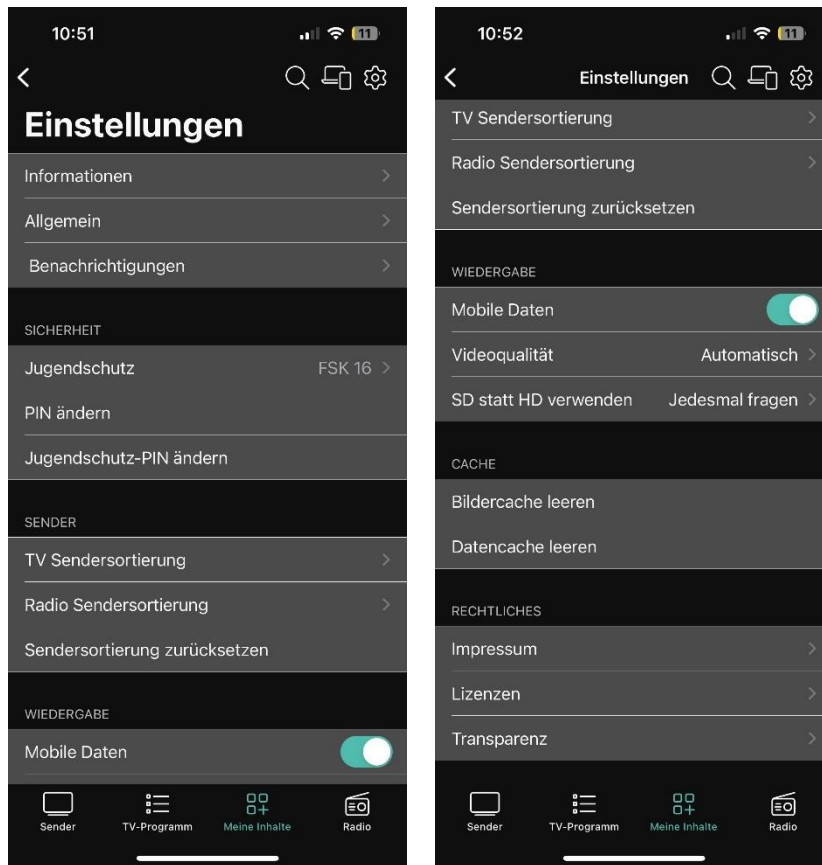 10:51
11
Einstellungen
Informationen
Allgemein
Benachrichtigungen
SICHERHEIT
Jugendschutz FSK 16
PIN ändern
Jugendschutz-PIN ändern
SENDER
TV Sendersortierung
Radio Sendersortierung
Sendersortierung zurücksetzen
WIEDERGABE
Mobile Daten
Sender TV-Programm Meine Inhalte Radio
10:52
11
Einstellungen
TV Sendersortierung
Radio Sendersortierung
Sendersortierung zurücksetzen
WIEDERGABE
Mobile Daten
Videoqualität Automatisch
SD statt HD verwenden Jedesmal fragen
CACHE
Bildercache leeren
Datencache leeren
RECHTLICHES
Impressum
Lizenzen
Transparenz
Sender TV-Programm Meine Inhalte Radio